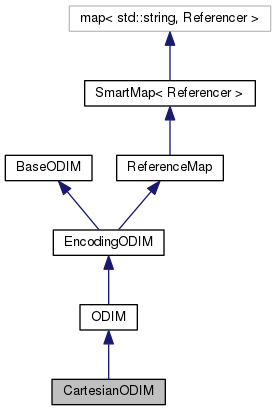 map< std::string, Referencer >
SmartMap< Referencer >
BaseODIM
ReferenceMap
EncodingODIM
ODIM
CartesianODIM